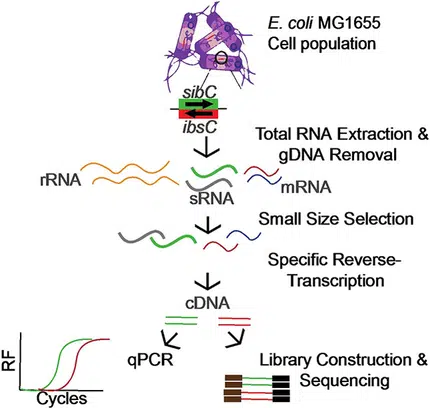 E. coli MG1655
Cell population
sibC
ibsC
Total RNA Extraction &
gDNA Removal
rRNA
sRNA
mRNA
Small Size Selection
Specific Reverse-
Transcription
cDNA
qPCR
Library Construction &
Sequencing
RF
Cycles